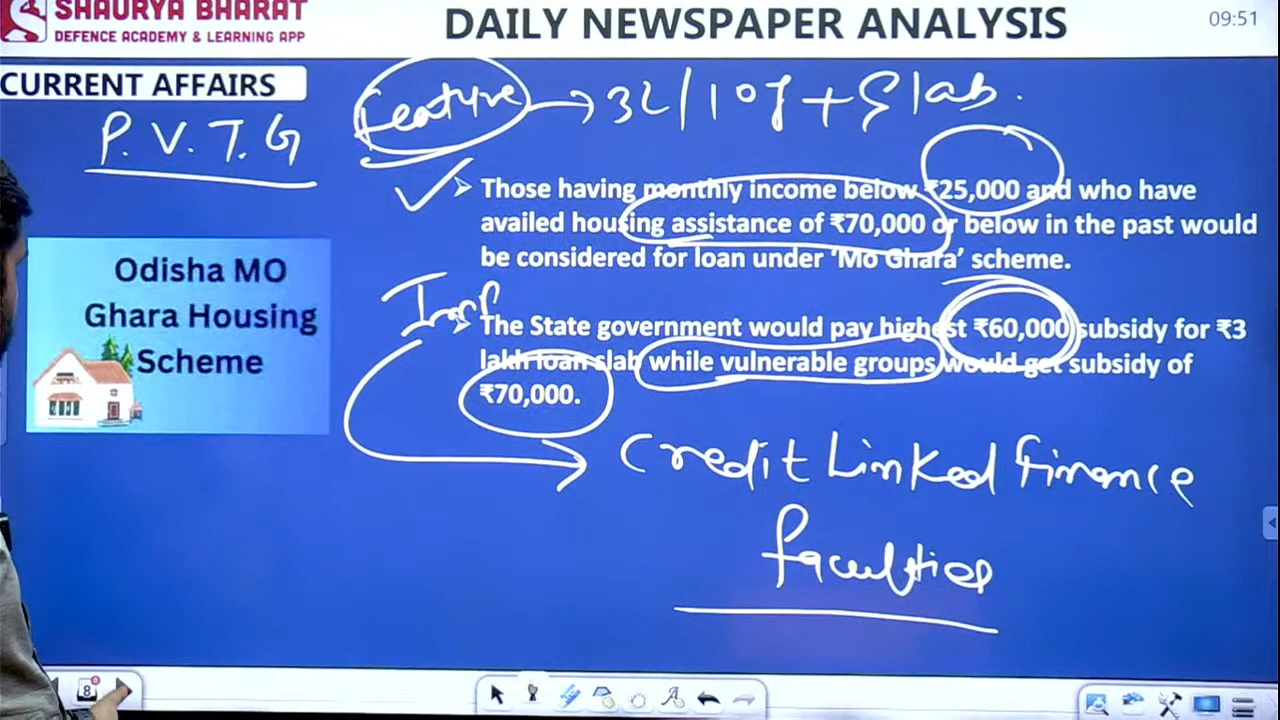 SHAURYA BHARAT
DEFENCE ACADEMY & LEARNING APP
DAILY NEWSPAPER ANALYSIS
09:51
CURRENT AFFAIRS
P.V.T.G
Feature → 3L/10y + Slab.
➢ Those having monthly income below ₹25,000 and who have
availed housing assistance of ₹70,000 or below in the past would
be considered for loan under ‘Mo Ghara’ scheme.
Odisha MO
Ghara Housing
Scheme
➢ The State government would pay highest ₹60,000 subsidy for ₹3
lakh loan slab while vulnerable groups would get subsidy of
₹70,000.
Credit Linked Finance
faculties
8